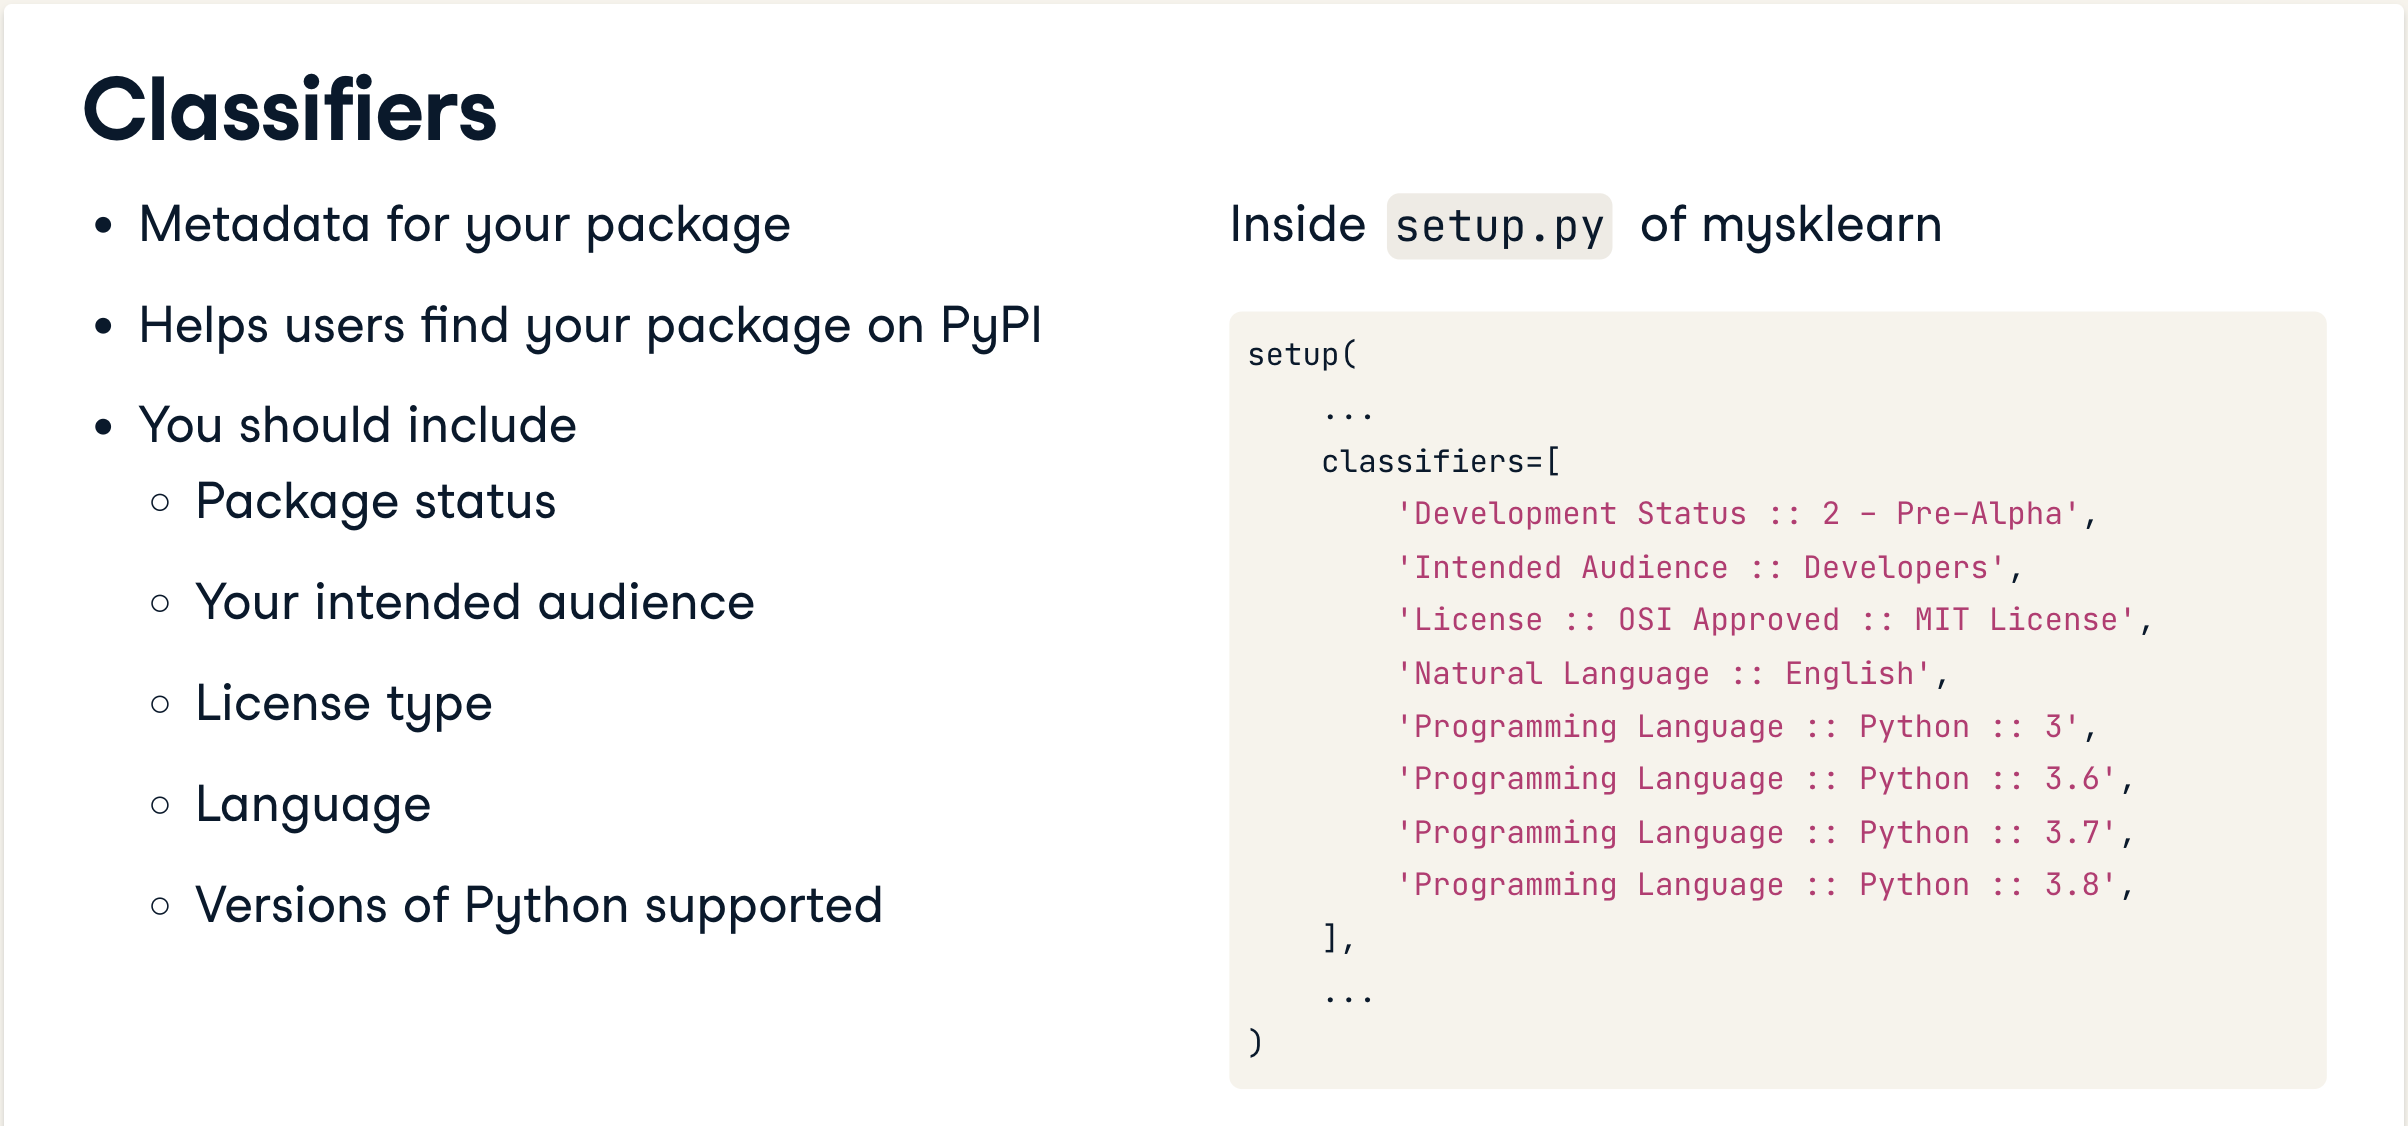 Classifiers
• Metadata for your package
• Helps users find your package on PyPI
• You should include
○ Package status
○ Your intended audience
○ License type
○ Language
○ Versions of Python supported
Inside setup.py of mysklearn
setup(
    ...
    classifiers=[
        'Development Status :: 2 - Pre-Alpha',
        'Intended Audience :: Developers',
        'License :: OSI Approved :: MIT License',
        'Natural Language :: English',
        'Programming Language :: Python :: 3',
        'Programming Language :: Python :: 3.6',
        'Programming Language :: Python :: 3.7',
        'Programming Language :: Python :: 3.8',
    ],
    ...
)